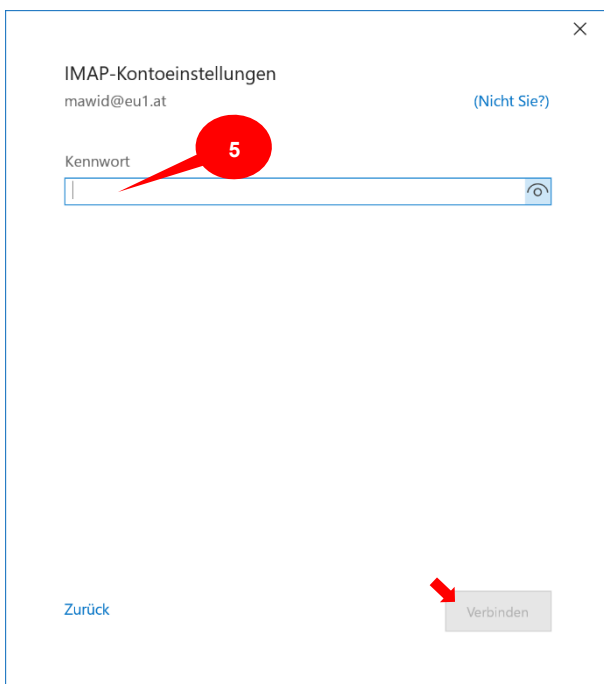 IMAP-Kontoeinstellungen
mawid@eu1.at
(Nicht Sie?)
5
Kennwort
Zurück
Verbinden